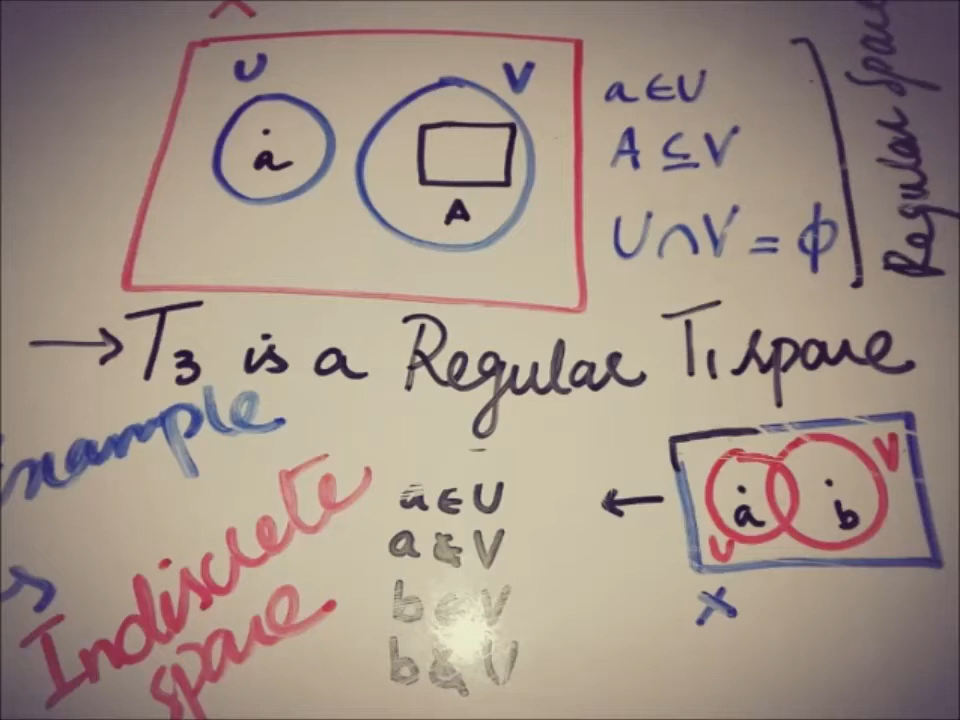 U
V
a
A
a ∈ U
A ⊆ V
U ∩ V = ϕ
Regular Space
→ T3 is a Regular T1 space
Example
Indiscrete
space
a ∈ U
a ∉ V
b ∈ V
b ∉ U
←
a
b
V
U
X